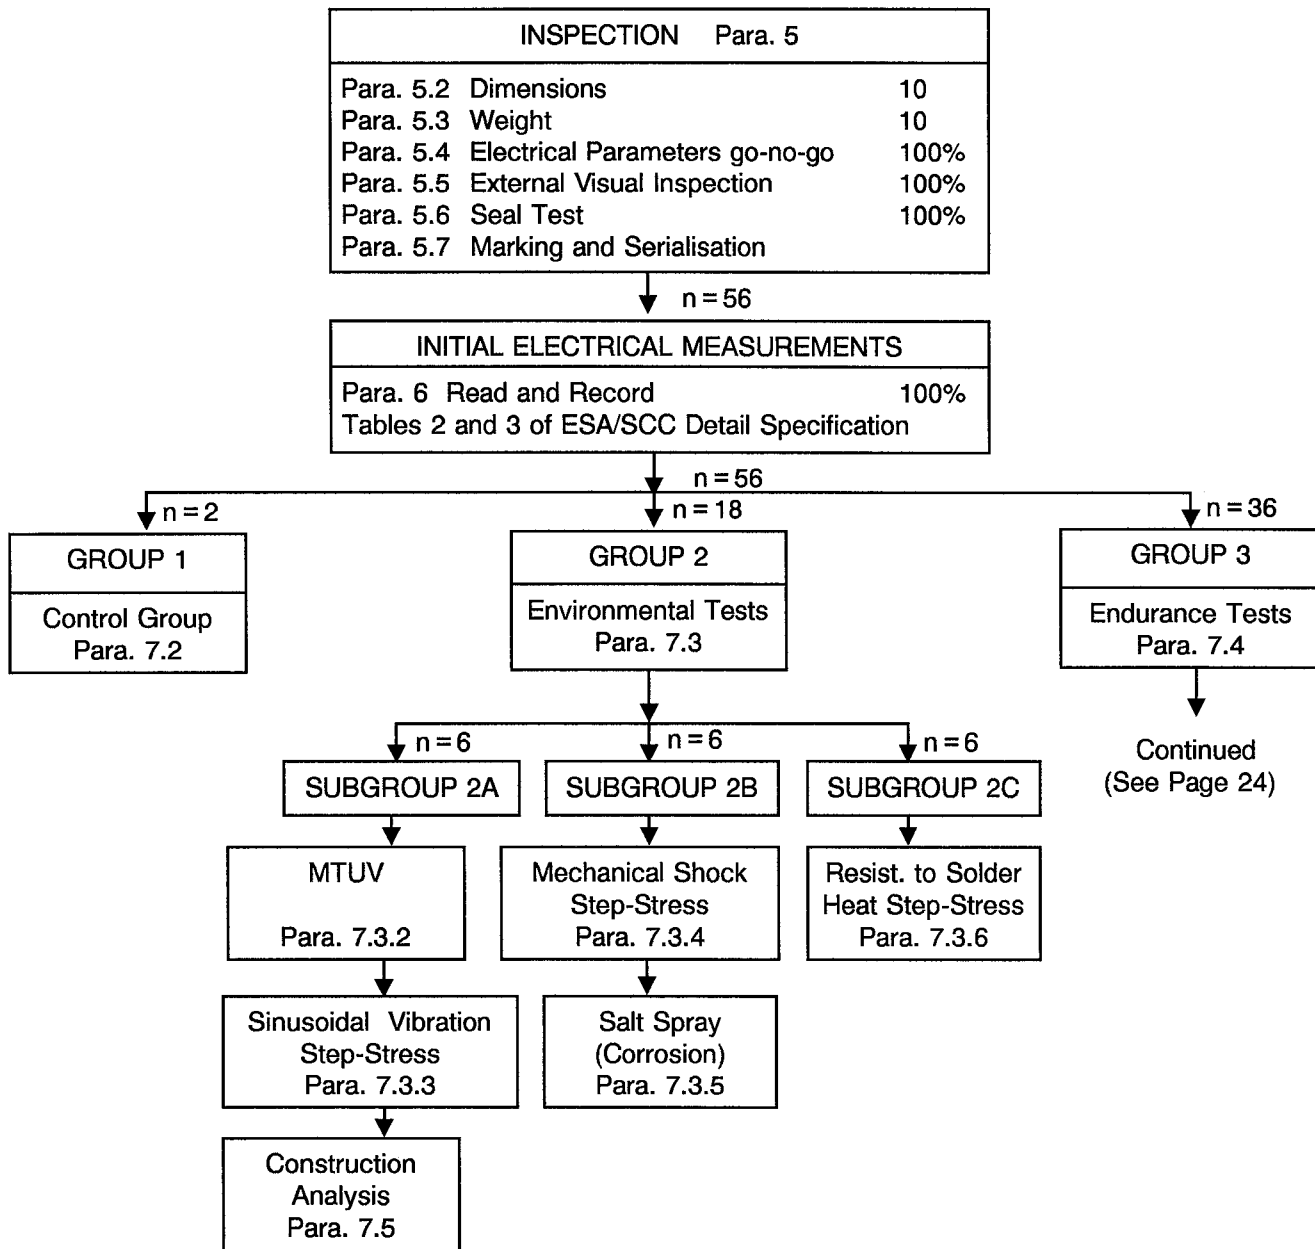 INSPECTION Para. 5
Para. 5.2 Dimensions 10
Para. 5.3 Weight 10
Para. 5.4 Electrical Parameters go-no-go 100%
Para. 5.5 External Visual Inspection 100%
Para. 5.6 Seal Test 100%
Para. 5.7 Marking and Serialisation
n = 56
INITIAL ELECTRICAL MEASUREMENTS
Para. 6 Read and Record 100%
Tables 2 and 3 of ESA/SCC Detail Specification
n = 56
n = 2
n = 18
n = 36
GROUP 1
Control Group
Para. 7.2
GROUP 2
Environmental Tests
Para. 7.3
GROUP 3
Endurance Tests
Para. 7.4
Continued
(See Page 24)
n = 6
n = 6
n = 6
SUBGROUP 2A
SUBGROUP 2B
SUBGROUP 2C
MTUV
Para. 7.3.2
Mechanical Shock
Step-Stress
Para. 7.3.4
Resist. to Solder
Heat Step-Stress
Para. 7.3.6
Sinusoidal Vibration
Step-Stress
Para. 7.3.3
Salt Spray
(Corrosion)
Para. 7.3.5
Construction
Analysis
Para. 7.5